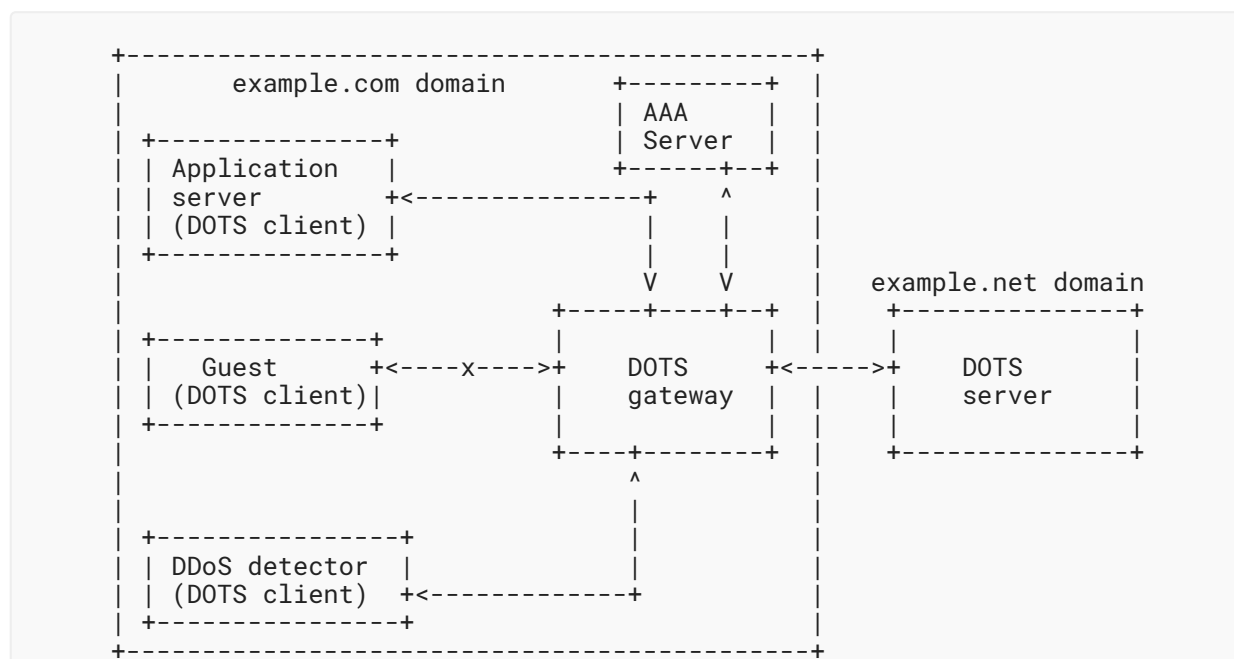 +-----------------------------------------------+
|        example.com domain       +---------+   |
|                                 | AAA     |   |
| +---------------+               | Server  |   |
| | Application   |               +------+--+   |
| | server        +<----------------+    ^      |
| | (DOTS client) |                 |    |      |
| +---------------+                 |    |      |
|                                   V    V      |   example.net domain
|                             +-----+----+--+   |    +---------------+
| +--------------+            |             |   |    |               |
| |   Guest      +<----x---->+    DOTS     +<----->+    DOTS       |
| | (DOTS client)|            |    gateway  |   |    |    server     |
| +--------------+            |             |   |    |               |
|                             +----+--------+   |    +---------------+
|                                  ^            |
|                                  |            |
| +----------------+               |            |
| | DDoS detector  |               |            |
| | (DOTS client)  +<-------------+            |
| +----------------+                            |
+-----------------------------------------------+